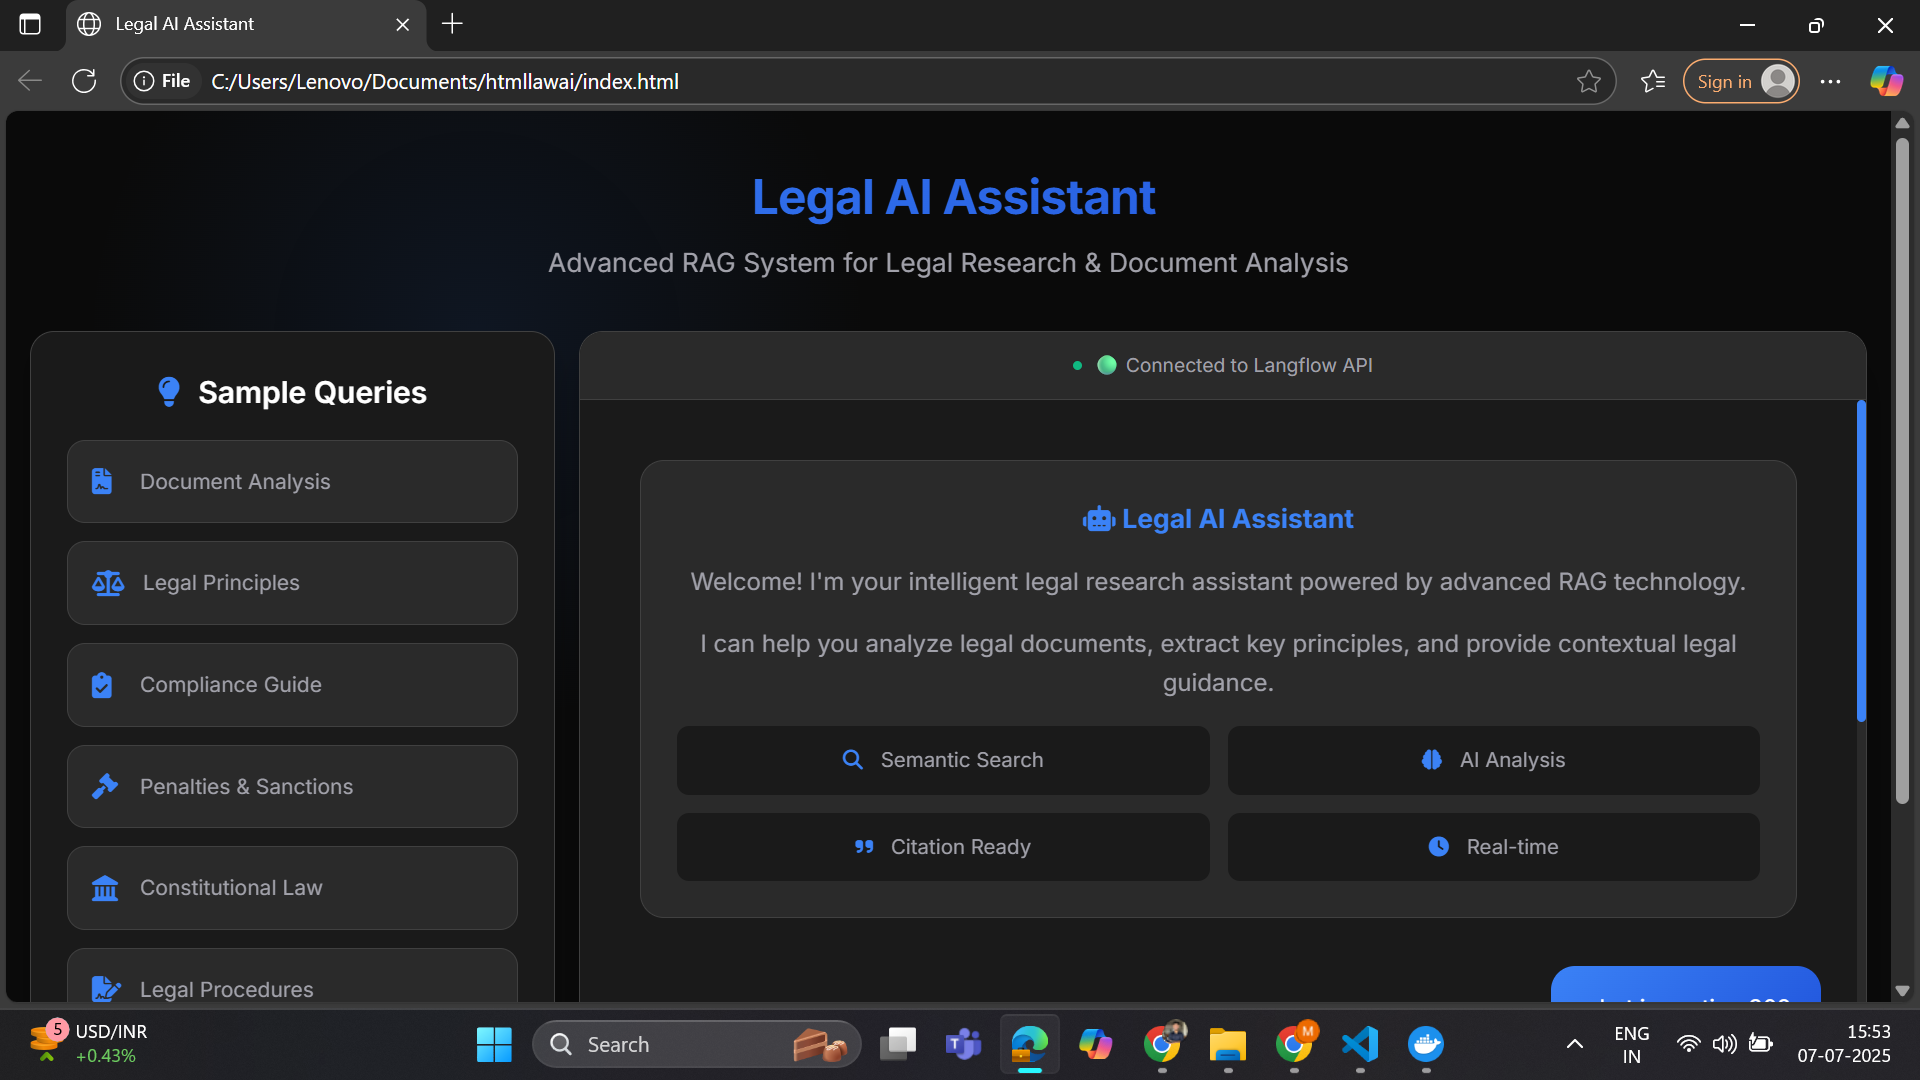 Legal AI Assistant
File
C:/Users/Lenovo/Documents/htmllawai/index.html
Sign in
Legal AI Assistant
Advanced RAG System for Legal Research & Document Analysis
Sample Queries
Document Analysis
Legal Principles
Compliance Guide
Penalties & Sanctions
Constitutional Law
Legal Procedures
Connected to Langflow API
Legal AI Assistant
Welcome! I'm your intelligent legal research assistant powered by advanced RAG technology.
I can help you analyze legal documents, extract key principles, and provide contextual legal
guidance.
Semantic Search
AI Analysis
Citation Ready
Real-time
5
USD/INR
+0.43%
Search
T
M
ENG
IN
15:53
07-07-2025